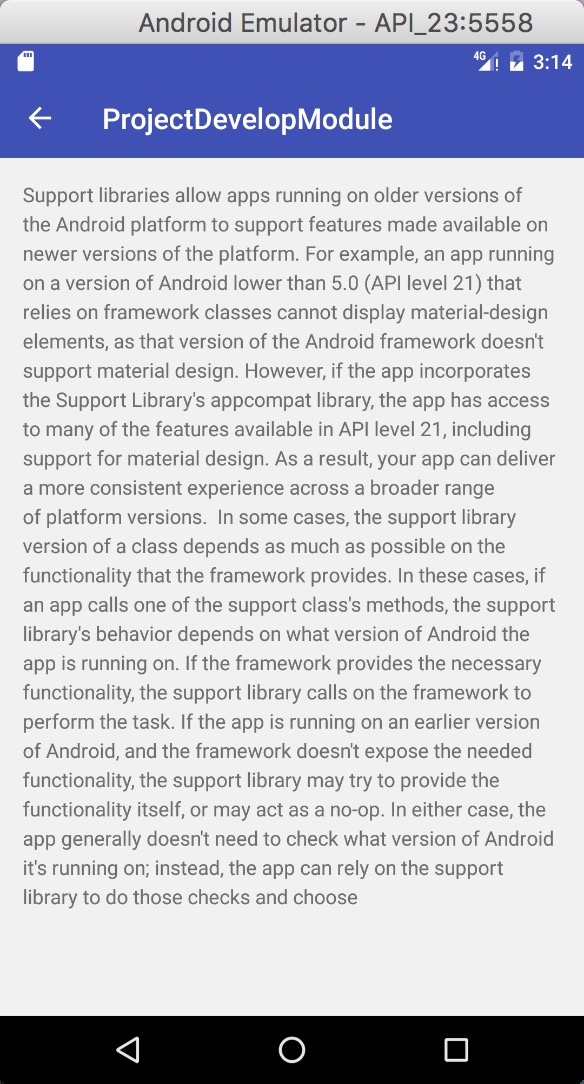 Android Emulator - API_23:5558
4G 3:14
ProjectDevelopModule
Support libraries allow apps running on older versions of
the Android platform to support features made available on
newer versions of the platform. For example, an app running
on a version of Android lower than 5.0 (API level 21) that
relies on framework classes cannot display material-design
elements, as that version of the Android framework doesn't
support material design. However, if the app incorporates
the Support Library's appcompat library, the app has access
to many of the features available in API level 21, including
support for material design. As a result, your app can deliver
a more consistent experience across a broader range
of platform versions.  In some cases, the support library
version of a class depends as much as possible on the
functionality that the framework provides. In these cases, if
an app calls one of the support class's methods, the support
library's behavior depends on what version of Android the
app is running on. If the framework provides the necessary
functionality, the support library calls on the framework to
perform the task. If the app is running on an earlier version
of Android, and the framework doesn't expose the needed
functionality, the support library may try to provide the
functionality itself, or may act as a no-op. In either case, the
app generally doesn't need to check what version of Android
it's running on; instead, the app can rely on the support
library to do those checks and choose